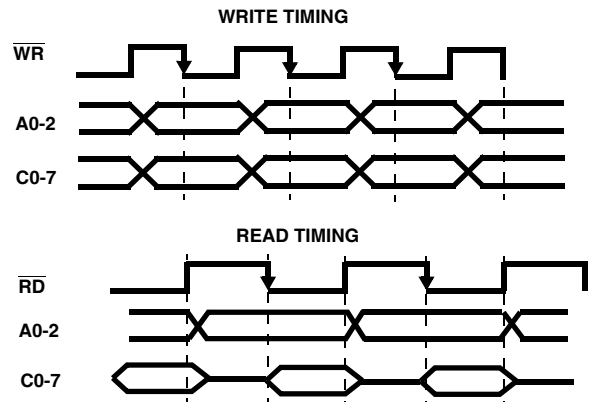 WRITE TIMING
WR
A0-2
C0-7
READ TIMING
RD
A0-2
C0-7